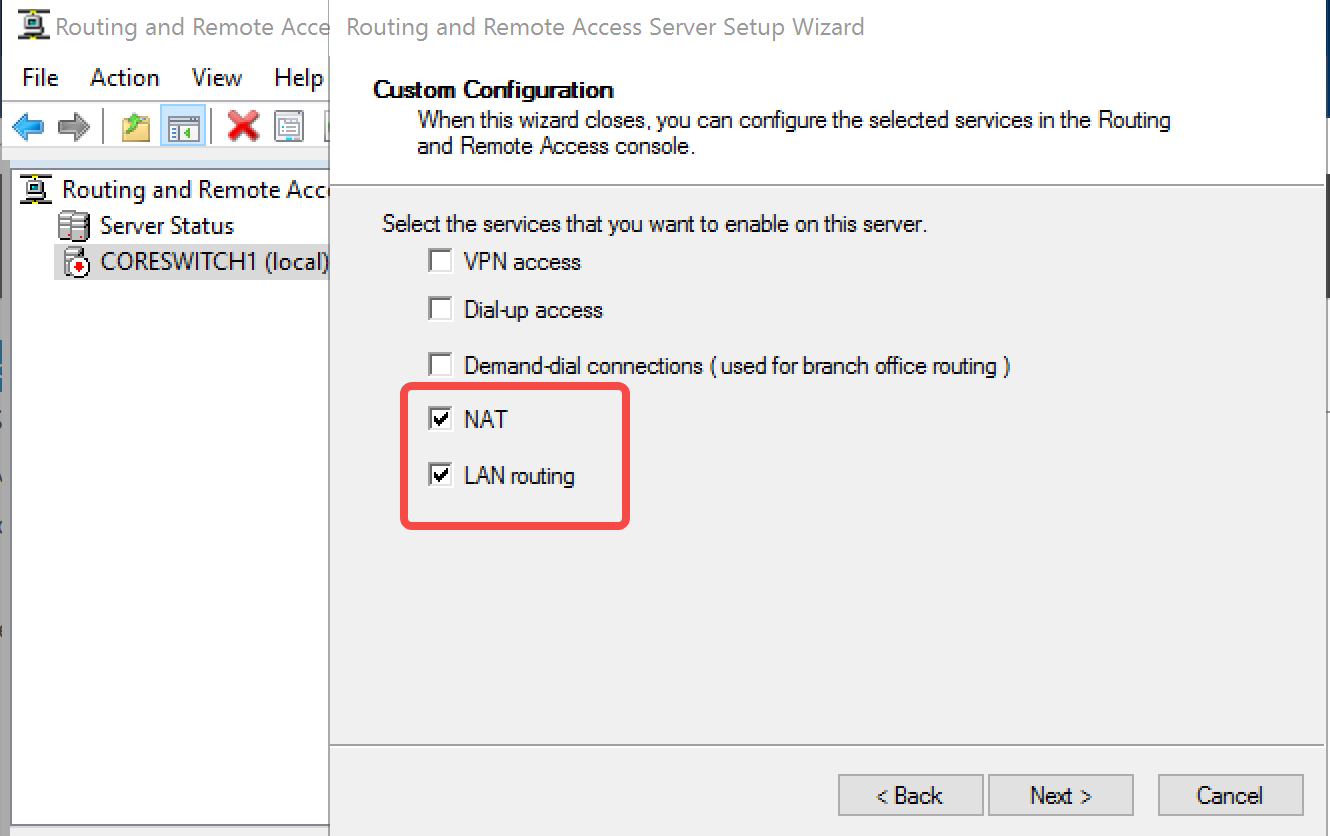 Routing and Remote Acce
File Action View Help
Routing and Remote Acc
Server Status
CORESWITCH1 (local)
Routing and Remote Access Server Setup Wizard
Custom Configuration
When this wizard closes, you can configure the selected services in the Routing
and Remote Access console.
Select the services that you want to enable on this server.
VPN access
Dial-up access
Demand-dial connections ( used for branch office routing )
NAT
LAN routing
< Back Next > Cancel